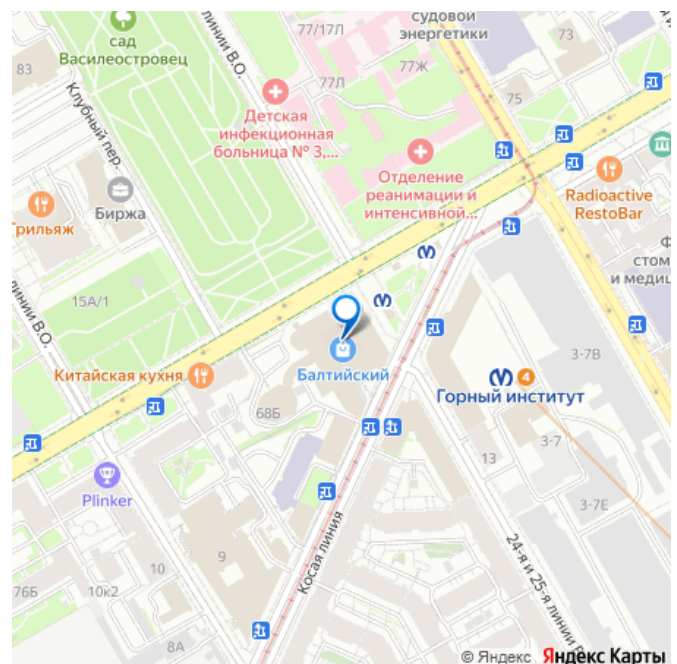 судовой
энергетики
77/17Л
73
сад
Василеостровец
линии В.О.
83
77Л
77Ж
75
Клубный пер.
Детская
инфекционная
больница № 3,...
Отделение
реанимации и
интенсивной...
Биржа
Radioactive
RestoBar
Грильяж
стом
и медиц
линии В.О.
15А/1
3-7В
Китайская кухня
Балтийский
4
Горный институт
68Б
3-7
13
Plinker
3-7Е
Косая линия
24-я и 25-я линии В
9
10
76Б
10к2
8А
© Яндекс Яндекс Карты